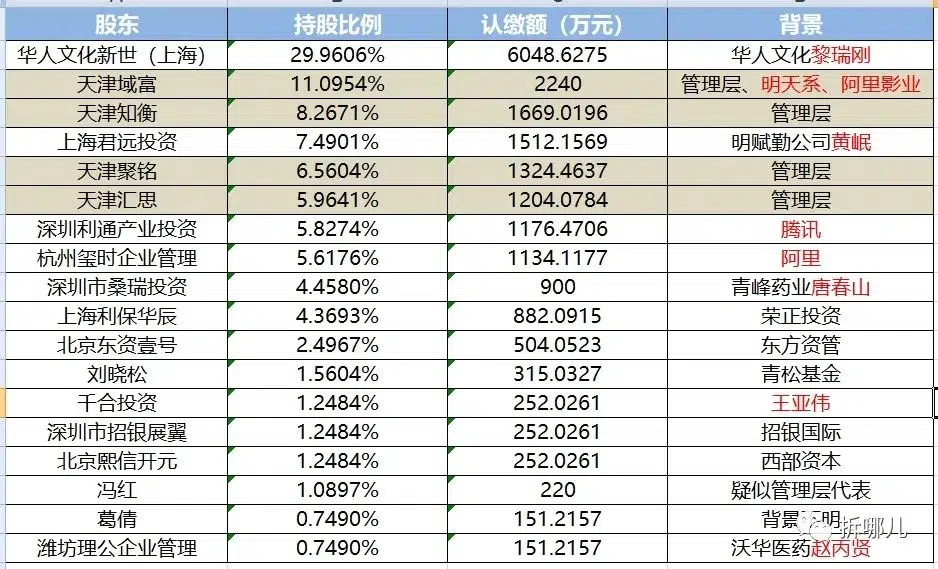 股东 持股比例 认缴额（万元） 背景
华人文化新世（上海） 29.9606% 6048.6275 华人文化黎瑞刚
天津域富 11.0954% 2240 管理层、明天系、阿里影业
天津知衡 8.2671% 1669.0196 管理层
上海君远投资 7.4901% 1512.1569 明赋勤公司黄岷
天津聚铭 6.5604% 1324.4637 管理层
天津汇思 5.9641% 1204.0784 管理层
深圳利通产业投资 5.8274% 1176.4706 腾讯
杭州玺时企业管理 5.6176% 1134.1177 阿里
深圳市桑瑞投资 4.4580% 900 青峰药业唐春山
上海利保华辰 4.3693% 882.0915 荣正投资
北京东资壹号 2.4967% 504.0523 东方资管
刘晓松 1.5604% 315.0327 青松基金
千合投资 1.2484% 252.0261 王亚伟
深圳市招银展翼 1.2484% 252.0261 招银国际
北京熙信开元 1.2484% 252.0261 西部资本
冯红 1.0897% 220 疑似管理层代表
葛倩 0.7490% 151.2157 背景不明
潍坊理公企业管理 0.7490% 151.2157 沃华医药赵丙贤
拆哪儿